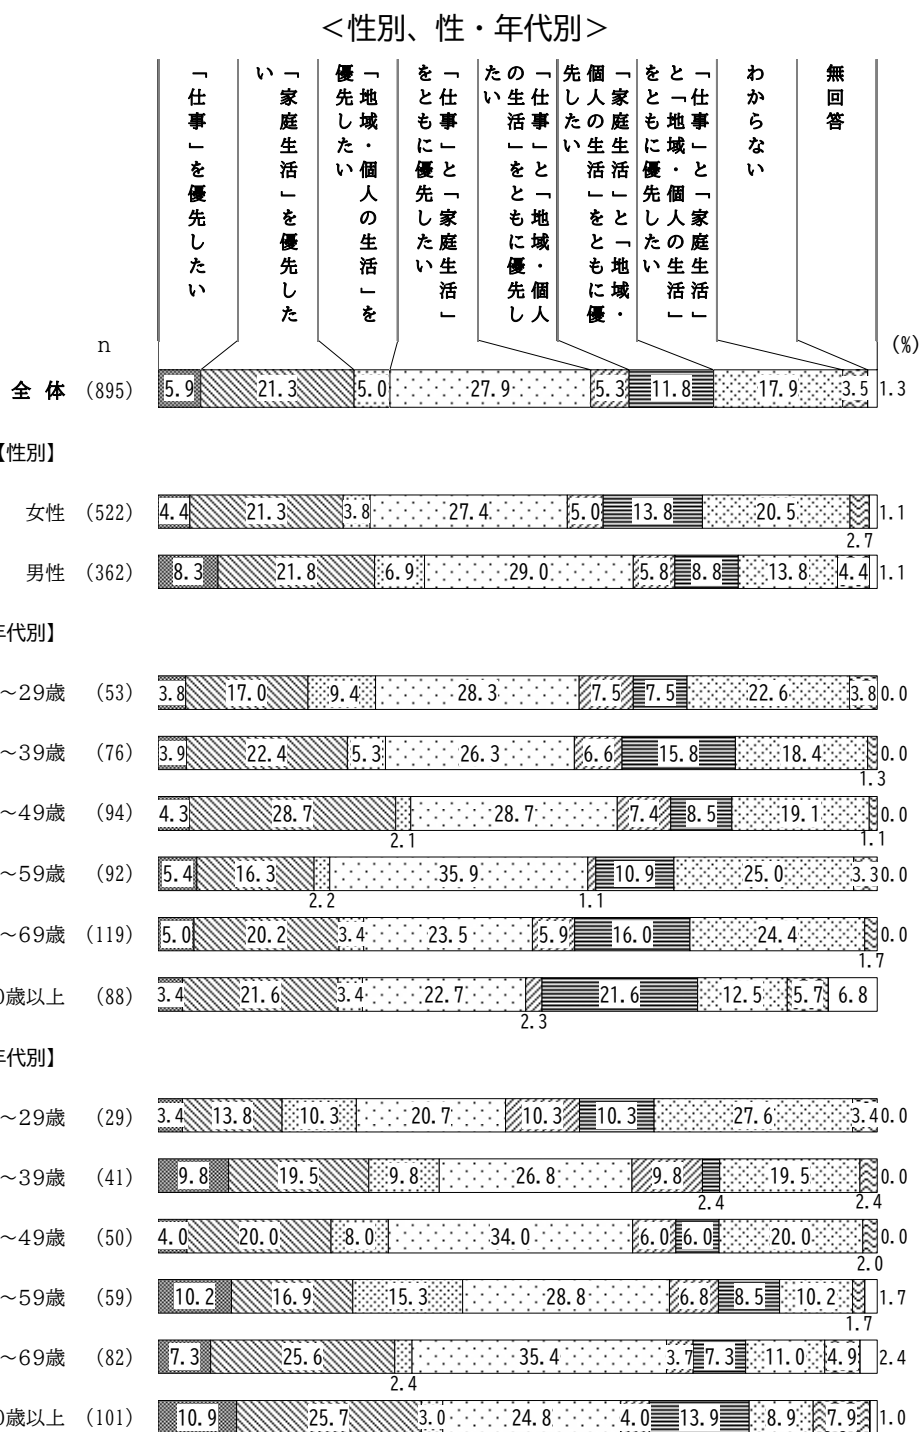 ＜性別、性・年代別＞
「仕事」を優先したい
「家庭生活」を優先した
い
「地域・個人の生活」を
優先したい
「仕事」と「家庭生活」
をともに優先したい
「仕事」と「地域・個人
の生活」をともに優先し
たい
「家庭生活」と「地域・
個人の生活」をともに優
先したい
「仕事」と「家庭生活」
と「地域・個人の生活」
をともに優先したい
わからない
無回答
n
(%)
全 体 (895) 5.9 21.3 5.0 27.9 5.3 11.8 17.9 3.5 1.3
【性別】
女性 (522) 4.4 21.3 3.8 27.4 5.0 13.8 20.5 2.7 1.1
男性 (362) 8.3 21.8 6.9 29.0 5.8 8.8 13.8 4.4 1.1
年代別】
～29歳 (53) 3.8 17.0 9.4 28.3 7.5 7.5 22.6 3.8 0.0
～39歳 (76) 3.9 22.4 5.3 26.3 6.6 15.8 18.4 1.3 0.0
～49歳 (94) 4.3 28.7 2.1 28.7 7.4 8.5 19.1 1.1 0.0
～59歳 (92) 5.4 16.3 2.2 35.9 1.1 10.9 25.0 3.3 0.0
～69歳 (119) 5.0 20.2 3.4 23.5 5.9 16.0 24.4 1.7 0.0
0歳以上 (88) 3.4 21.6 3.4 22.7 2.3 21.6 12.5 5.7 6.8
年代別】
～29歳 (29) 3.4 13.8 10.3 20.7 10.3 10.3 27.6 3.4 0.0
～39歳 (41) 9.8 19.5 9.8 26.8 9.8 2.4 19.5 2.4 0.0
～49歳 (50) 4.0 20.0 8.0 34.0 6.0 6.0 20.0 2.0 0.0
～59歳 (59) 10.2 16.9 15.3 28.8 6.8 8.5 10.2 1.7 1.7
～69歳 (82) 7.3 25.6 2.4 35.4 3.7 7.3 11.0 4.9 2.4
0歳以上 (101) 10.9 25.7 3.0 24.8 4.0 13.9 8.9 7.9 1.0